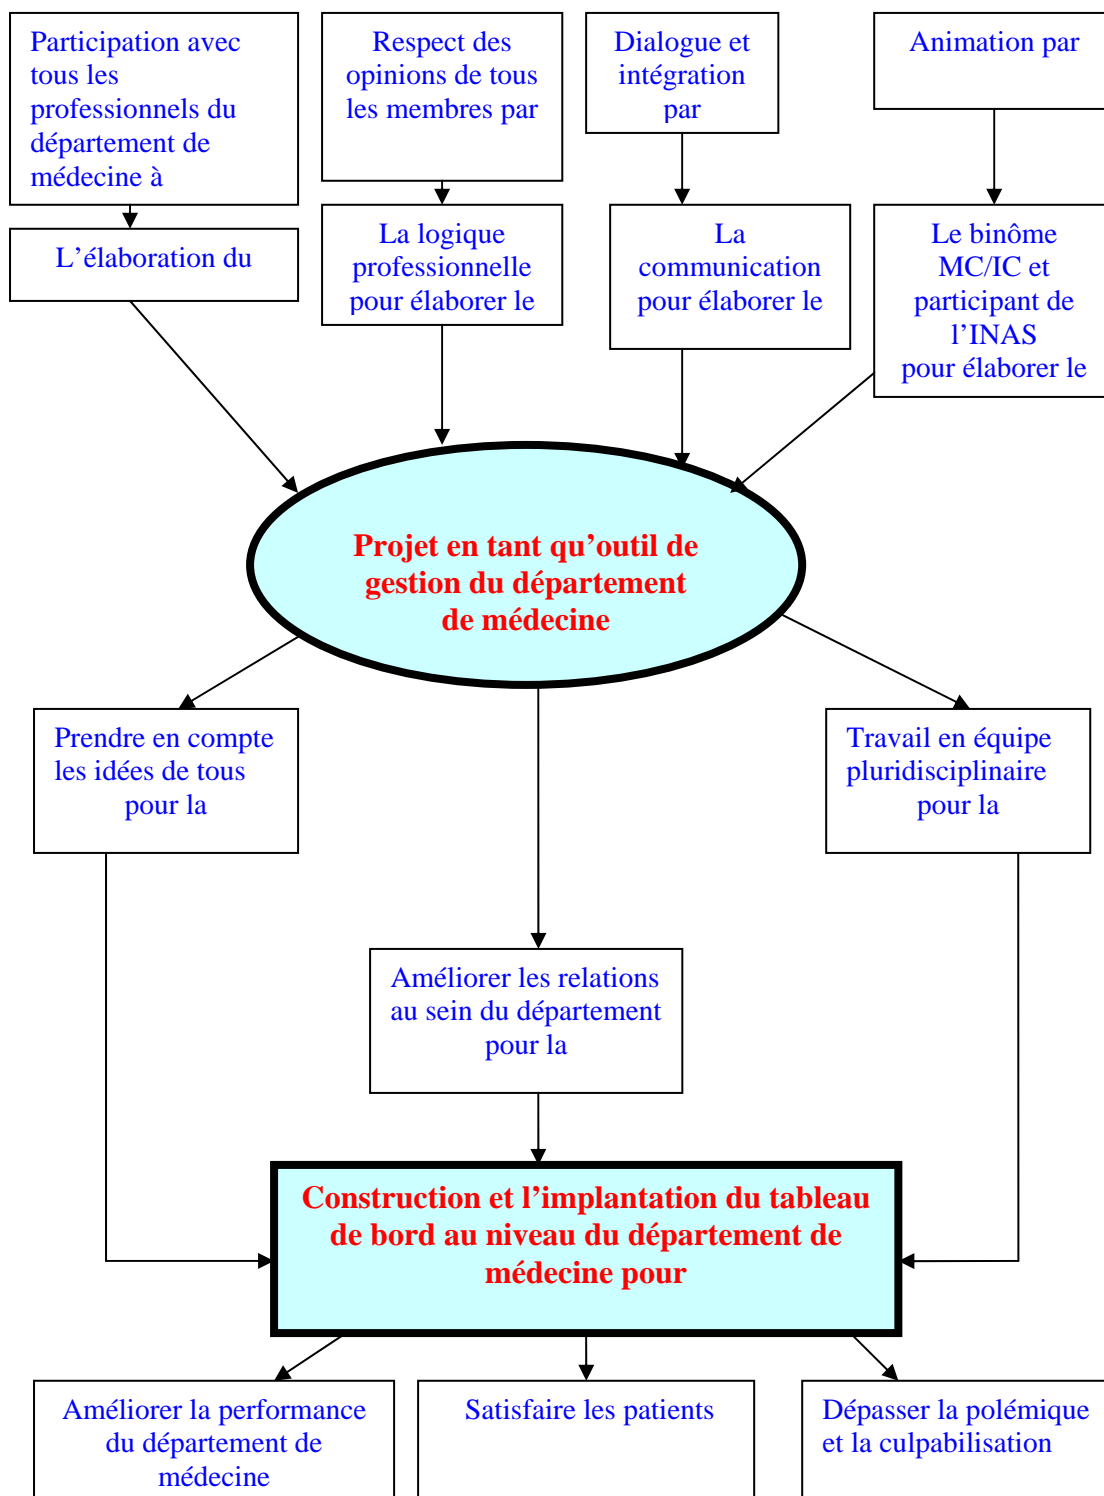 Participation avec
tous les
professionnels du
département de
médecine à
Respect des
opinions de tous
les membres par
Dialogue et
intégration par
par
Animation par
L’élaboration du
La logique
professionnelle
pour élaborer le
La
communication
pour élaborer le
Le binôme
MC/IC et
participant de
l’INAS
pour élaborer le
Projet en tant qu’outil de
gestion du département
de médecine
Prendre en compte
les idées de tous
pour la
Travail en équipe
pluridisciplinaire
pour la
Améliorer les relations
au sein du département
pour la
Construction et l’implantation du tableau
de bord au niveau du département de
médecine pour
Améliorer la performance
du département de
médecine
Satisfaire les patients
Dépasser la polémique
et la culpabilisation